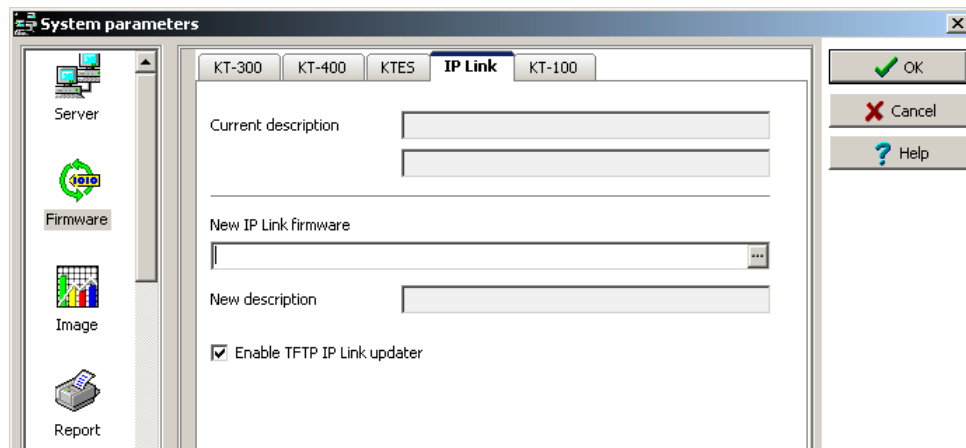 System parameters
Server
Firmware
1010
Image
Report
KT-300 KT-400 KTES IP Link KT-100
Current description
New IP Link firmware
...
New description
Enable TFTP IP Link updater
OK
Cancel
Help